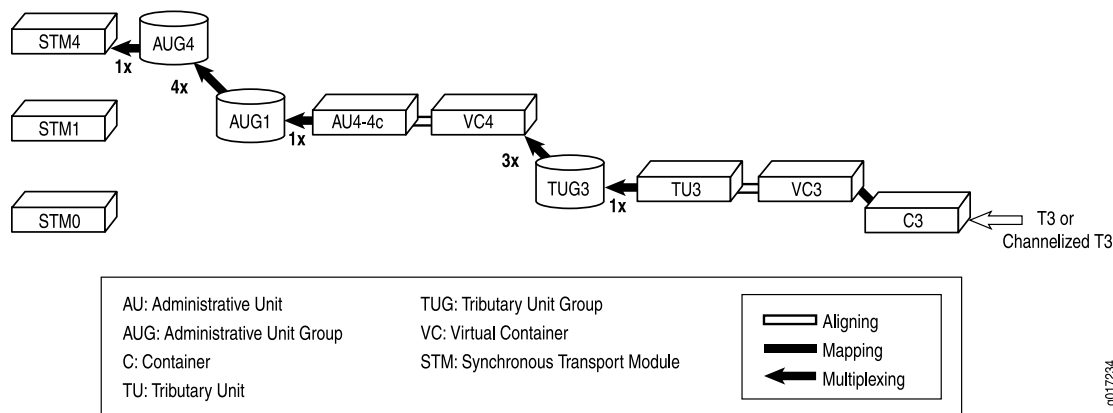 STM4
AUG4
1x
4x
STM1
AUG1
1x
AU4-4c
VC4
3x
STM0
TUG3
1x
TU3
VC3
C3
T3 or
Channelized T3
AU: Administrative Unit
AUG: Administrative Unit Group
C: Container
TU: Tributary Unit
TUG: Tributary Unit Group
VC: Virtual Container
STM: Synchronous Transport Module
Aligning
Mapping
Multiplexing
g017234